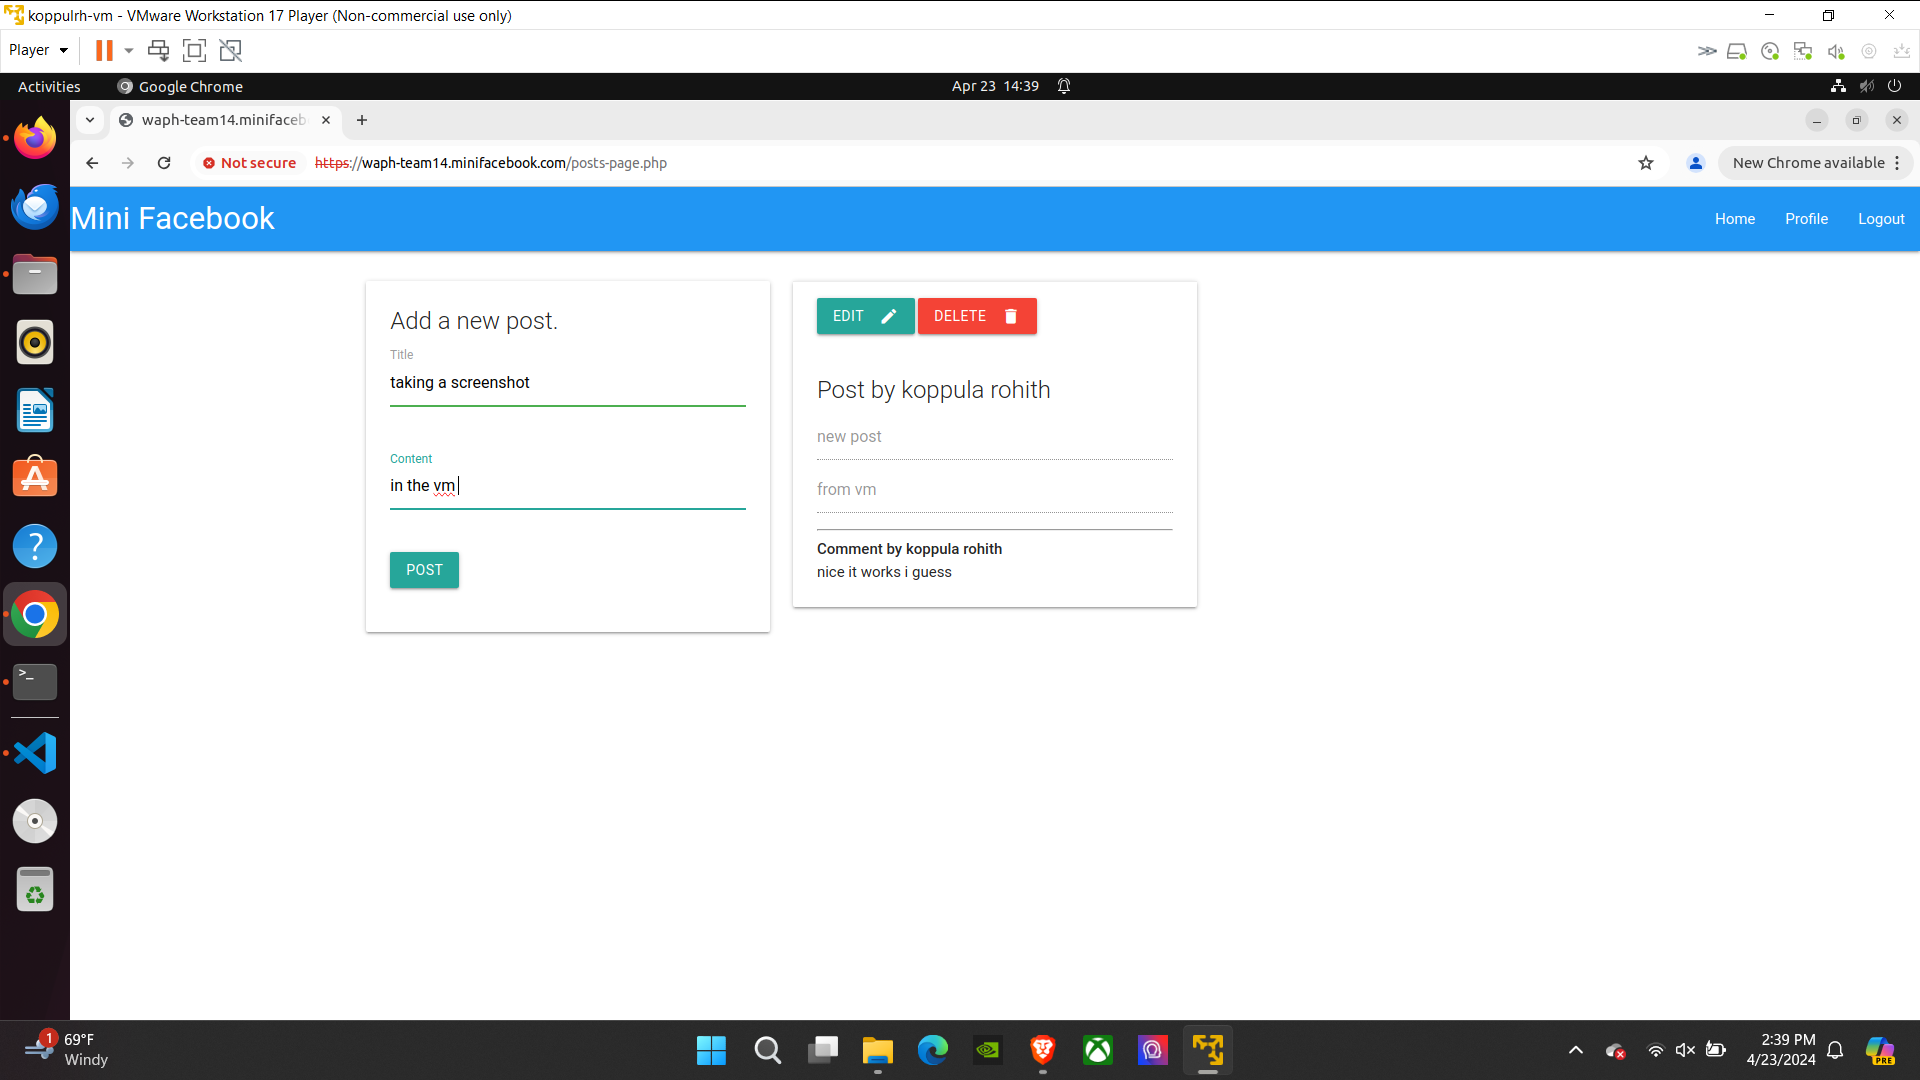 koppulrh-vm - VMware Workstation 17 Player (Non-commercial use only)
Player
Activities
Google Chrome
Apr 23 14:39
waph-team14.minifaceb
Not secure
https://waph-team14.minifacebook.com/posts-page.php
New Chrome available
Mini Facebook
Home
Profile
Logout
Add a new post.
Title
taking a screenshot
Content
in the vm
POST
EDIT
DELETE
Post by koppula rohith
new post
from vm
Comment by koppula rohith
nice it works i guess
1
69°F
Windy
2:39 PM
4/23/2024
PRE